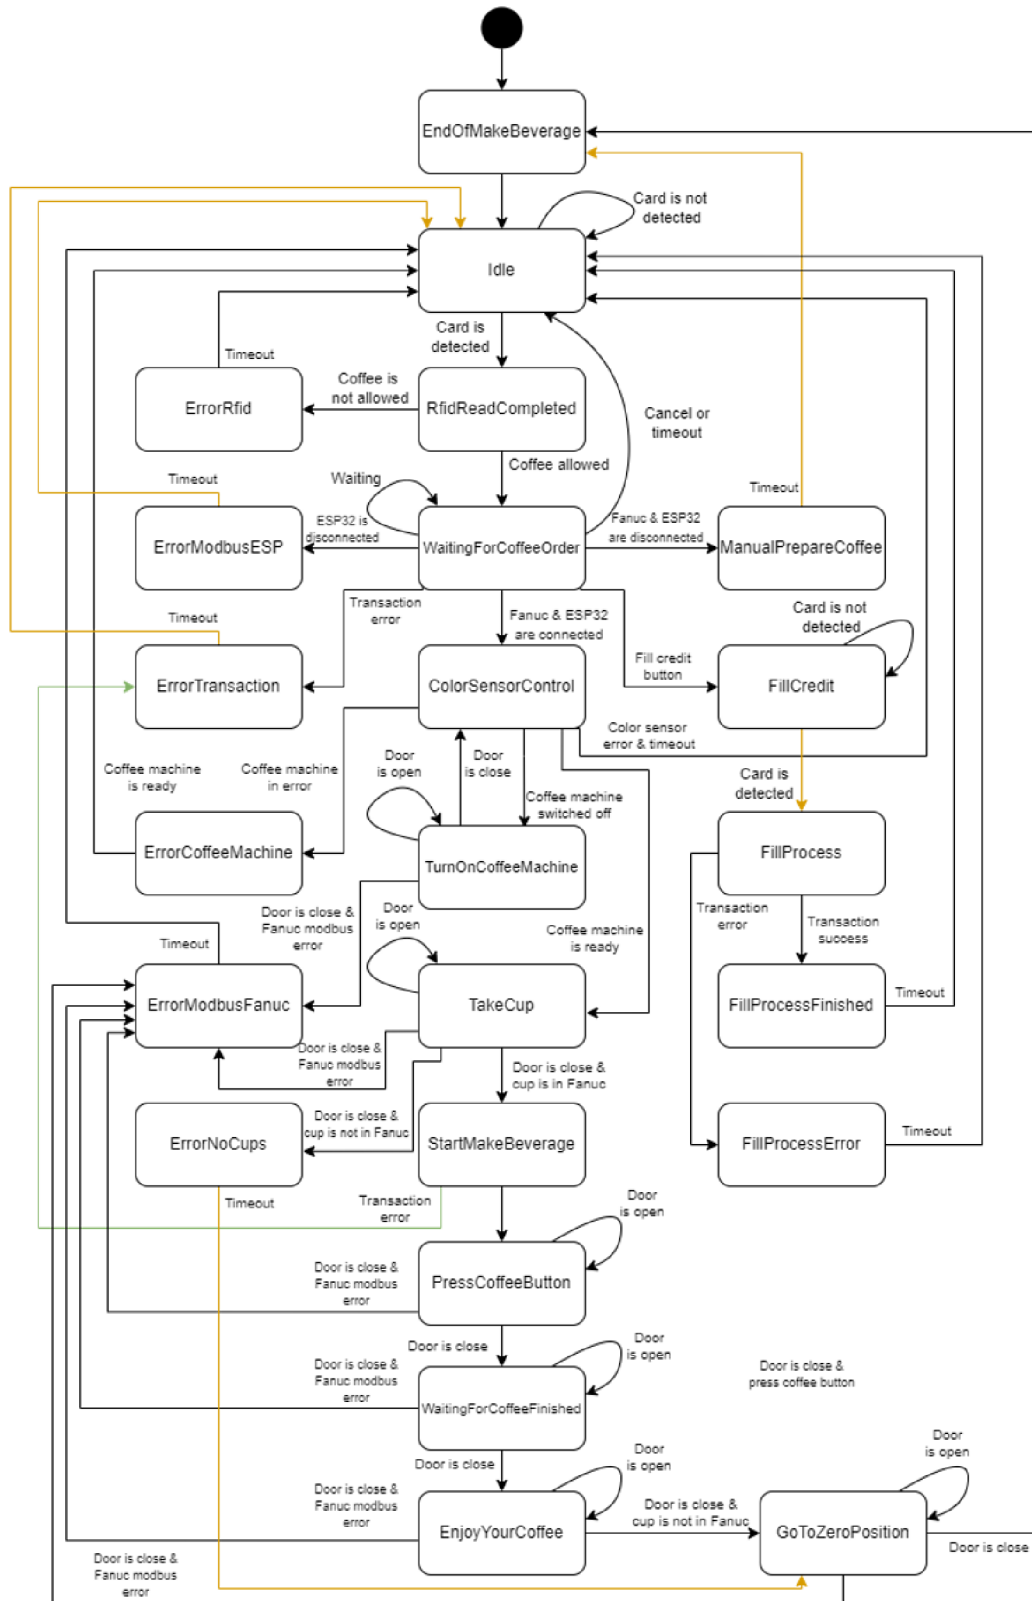 EndOfMakeBeverage
Card is not
detected
Idle
Card is
detected
Timeout
Coffee is
not allowed
ErrorRfid
RfidReadCompleted
Cancel or
timeout
Coffee allowed
Waiting
Timeout
Timeout
ESP32 is
disconnected
Fanuc & ESP32
are disconnected
ErrorModbusESP
WaitingForCoffeeOrder
ManualPrepareCoffee
Transaction
error
Timeout
Fanuc & ESP32
are connected
Card is not
detected
Fill credit
button
ErrorTransaction
ColorSensorControl
FillCredit
Color sensor
error & timeout
Door
is open
Door
is close
Coffee machine
is ready
Coffee machine
in error
Card is
detected
Coffee machine
switched off
ErrorCoffeeMachine
TurnOnCoffeeMachine
FillProcess
Door is close &
Fanuc modbus
error
Door
is open
Transaction
error
Transaction
success
Coffee machine
is ready
Timeout
ErrorModbusFanuc
TakeCup
FillProcessFinished
Timeout
Door is close &
Fanuc modbus
error
Door is close &
cup is in Fanuc
Door is close &
cup is not in Fanuc
ErrorNoCups
StartMakeBeverage
FillProcessError
Timeout
Timeout
Transaction
error
Door
is open
Door is close &
Fanuc modbus
error
PressCoffeeButton
Door is close
Door
is open
Door is close &
Fanuc modbus
error
Door is close &
press coffee button
WaitingForCoffeeFinished
Door is close
Door
is open
Door
is open
Door is close &
Fanuc modbus
error
EnjoyYourCoffee
Door is close &
cup is not in Fanuc
GoToZeroPosition
Door is close
Door is close &
Fanuc modbus
error